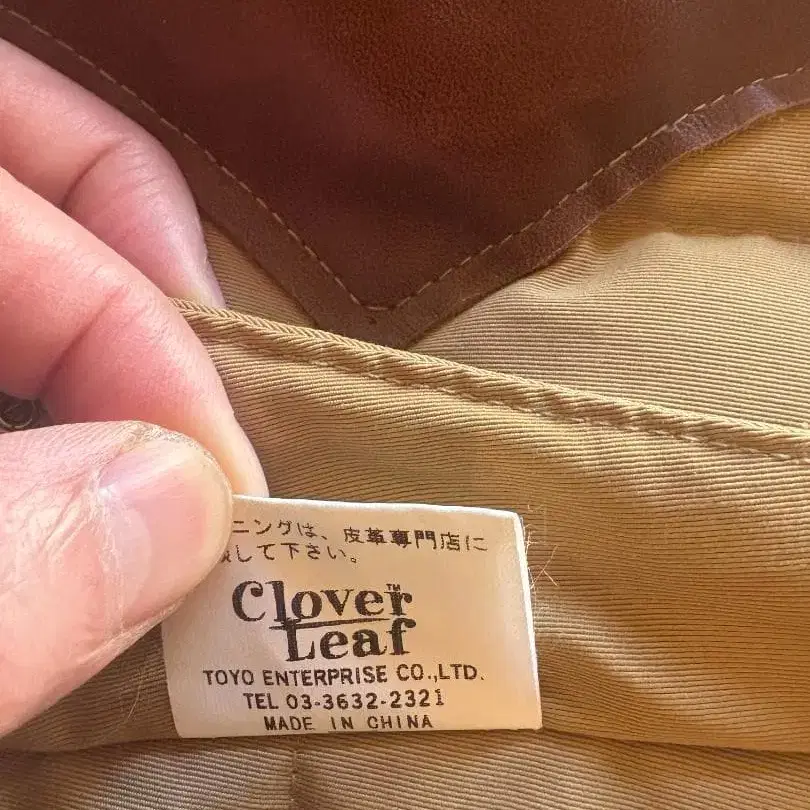 ニングは、皮革専門店に
して下さい。
Clover™
Leaf
TOYO ENTERPRISE CO.,LTD.
TEL 03-3632-2321
MADE IN CHINA